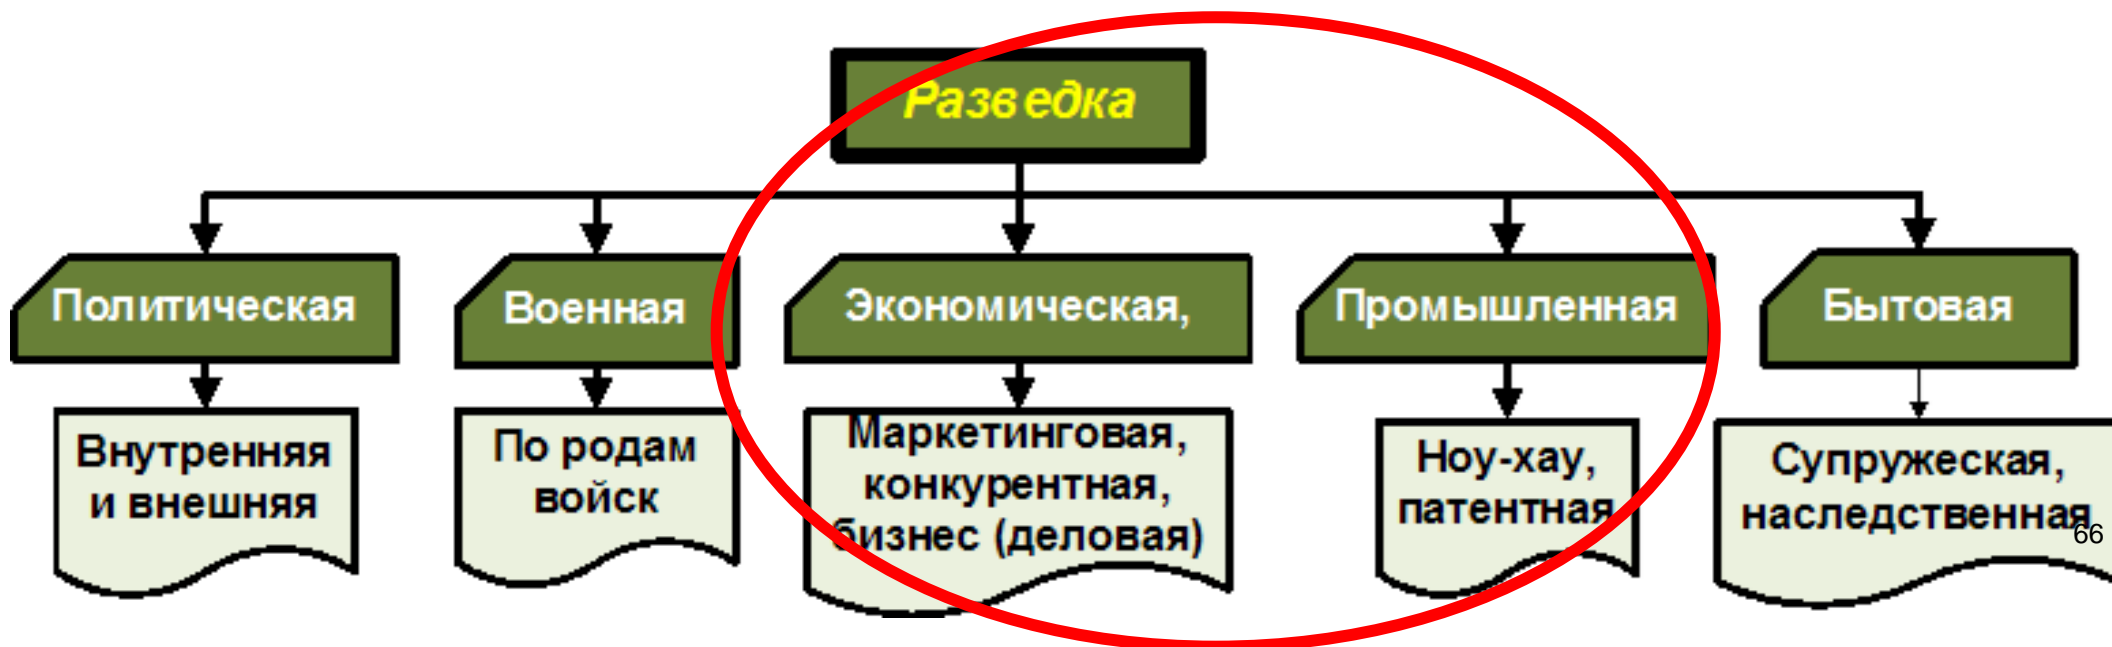 Разведка
Политическая
Военная
Экономическая,
Промышленная
Бытовая
Внутренняя
и внешняя
По родам
войск
Маркетинговая,
конкурентная,
бизнес (деловая)
Ноу-хау,
патентная
Супружеская,
наследственная
66